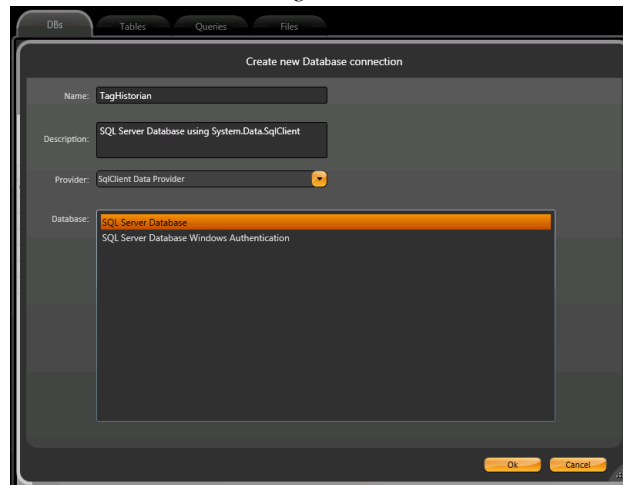 DBs Tables Queries Files
Create new Database connection
Name: TagHistorian
Description: SQL Server Database using System.Data.SqlClient
Provider: SqlClient Data Provider
Database: SQL Server Database
SQL Server Database Windows Authentication
Ok Cancel